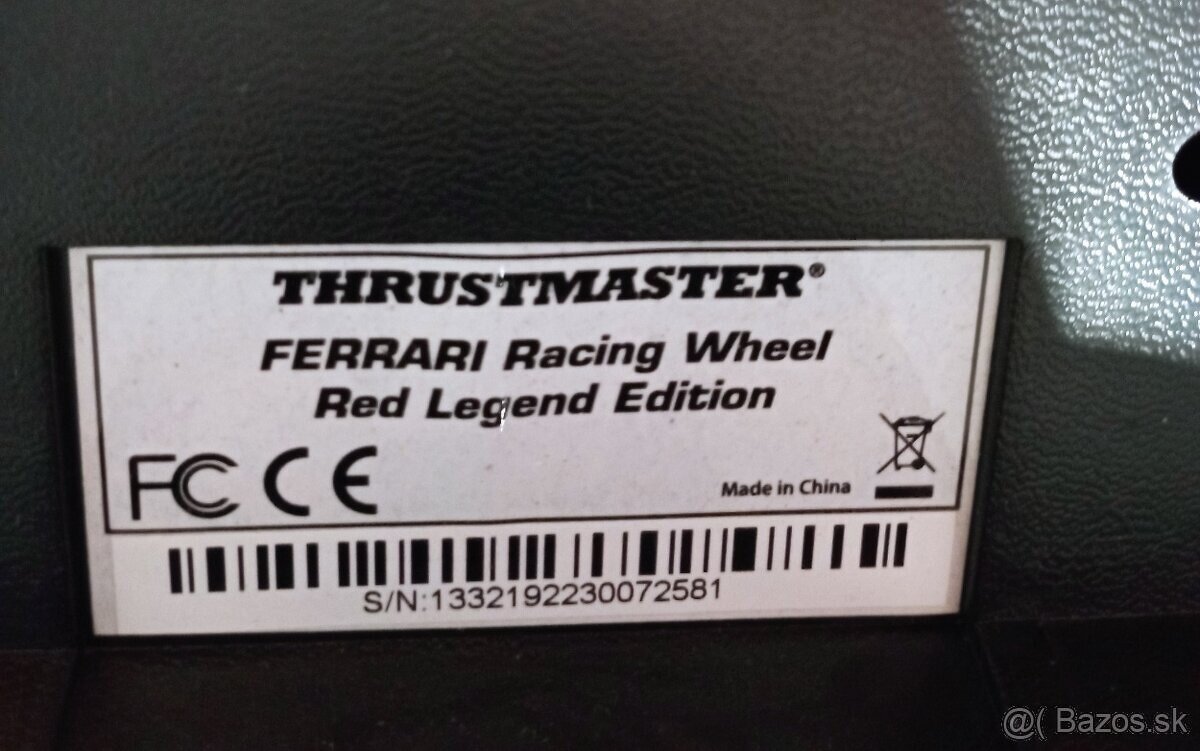 THRUSTMASTER®
FERRARI Racing Wheel
Red Legend Edition
FC CE
Made in China
S/N:1332192230072581
@( Bazos.sk